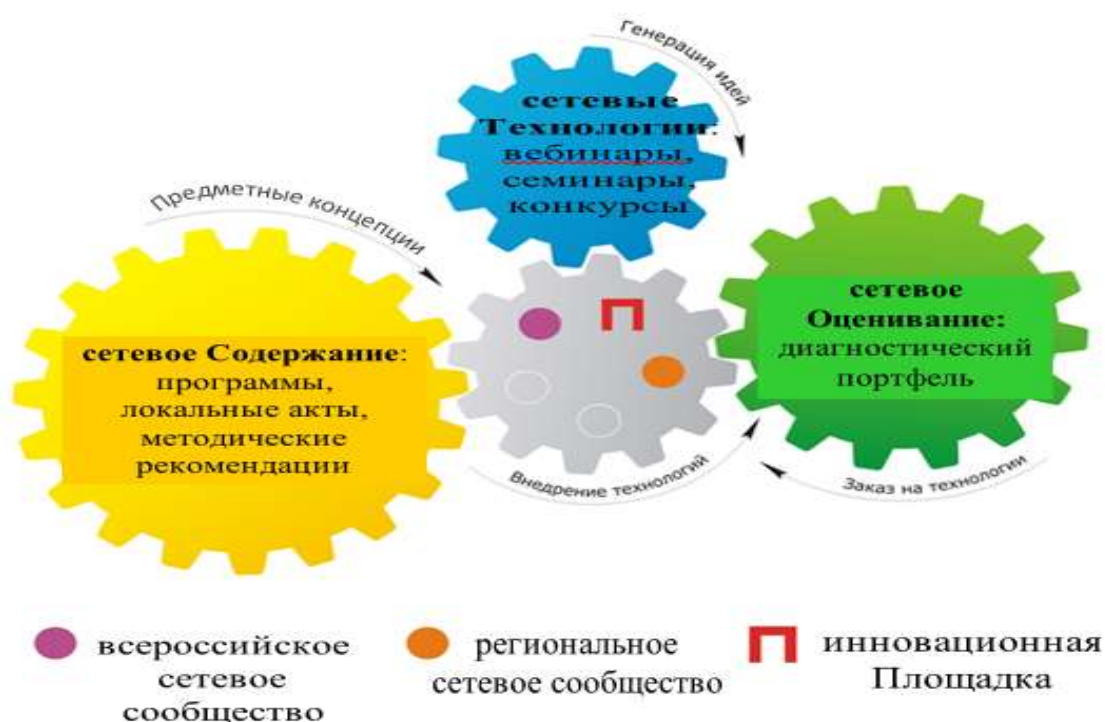 Генерация идей
сетевые
Технологии:
вебинары,
семинары,
конкурсы
Предметные концепции
сетевое Содержание:
программы,
локальные акты,
методические
рекомендации
П
сетевое
Оценивание:
диагностический
портфель
Внедрение технологий
Заказ на технологии
всероссийское
сетевое
сообщество
региональное
сетевое сообщество
П
инновационная
Площадка